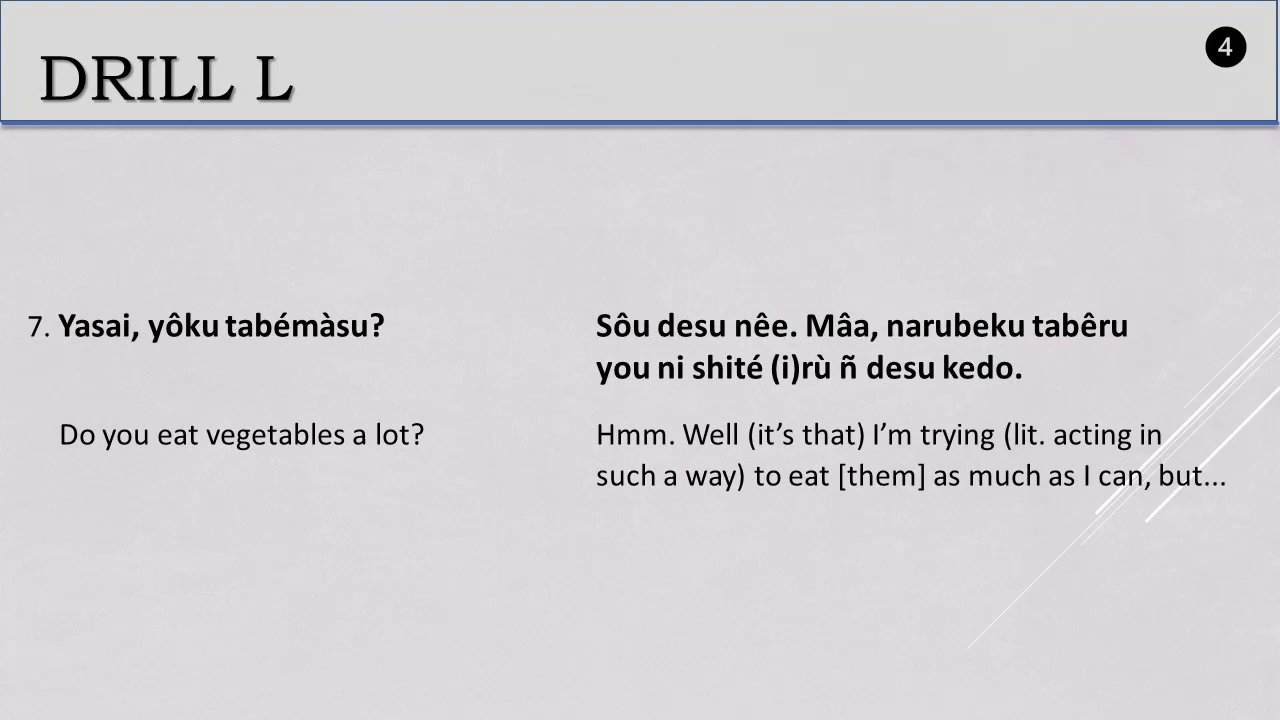 DRILL L
4
7. Yasai, yôku tabémàsu?
Sôu desu nêe. Mâa, narubeku tabêru
you ni shité (i)rù ñ desu kedo.
Do you eat vegetables a lot?
Hmm. Well (it’s that) I’m trying (lit. acting in
such a way) to eat [them] as much as I can, but...